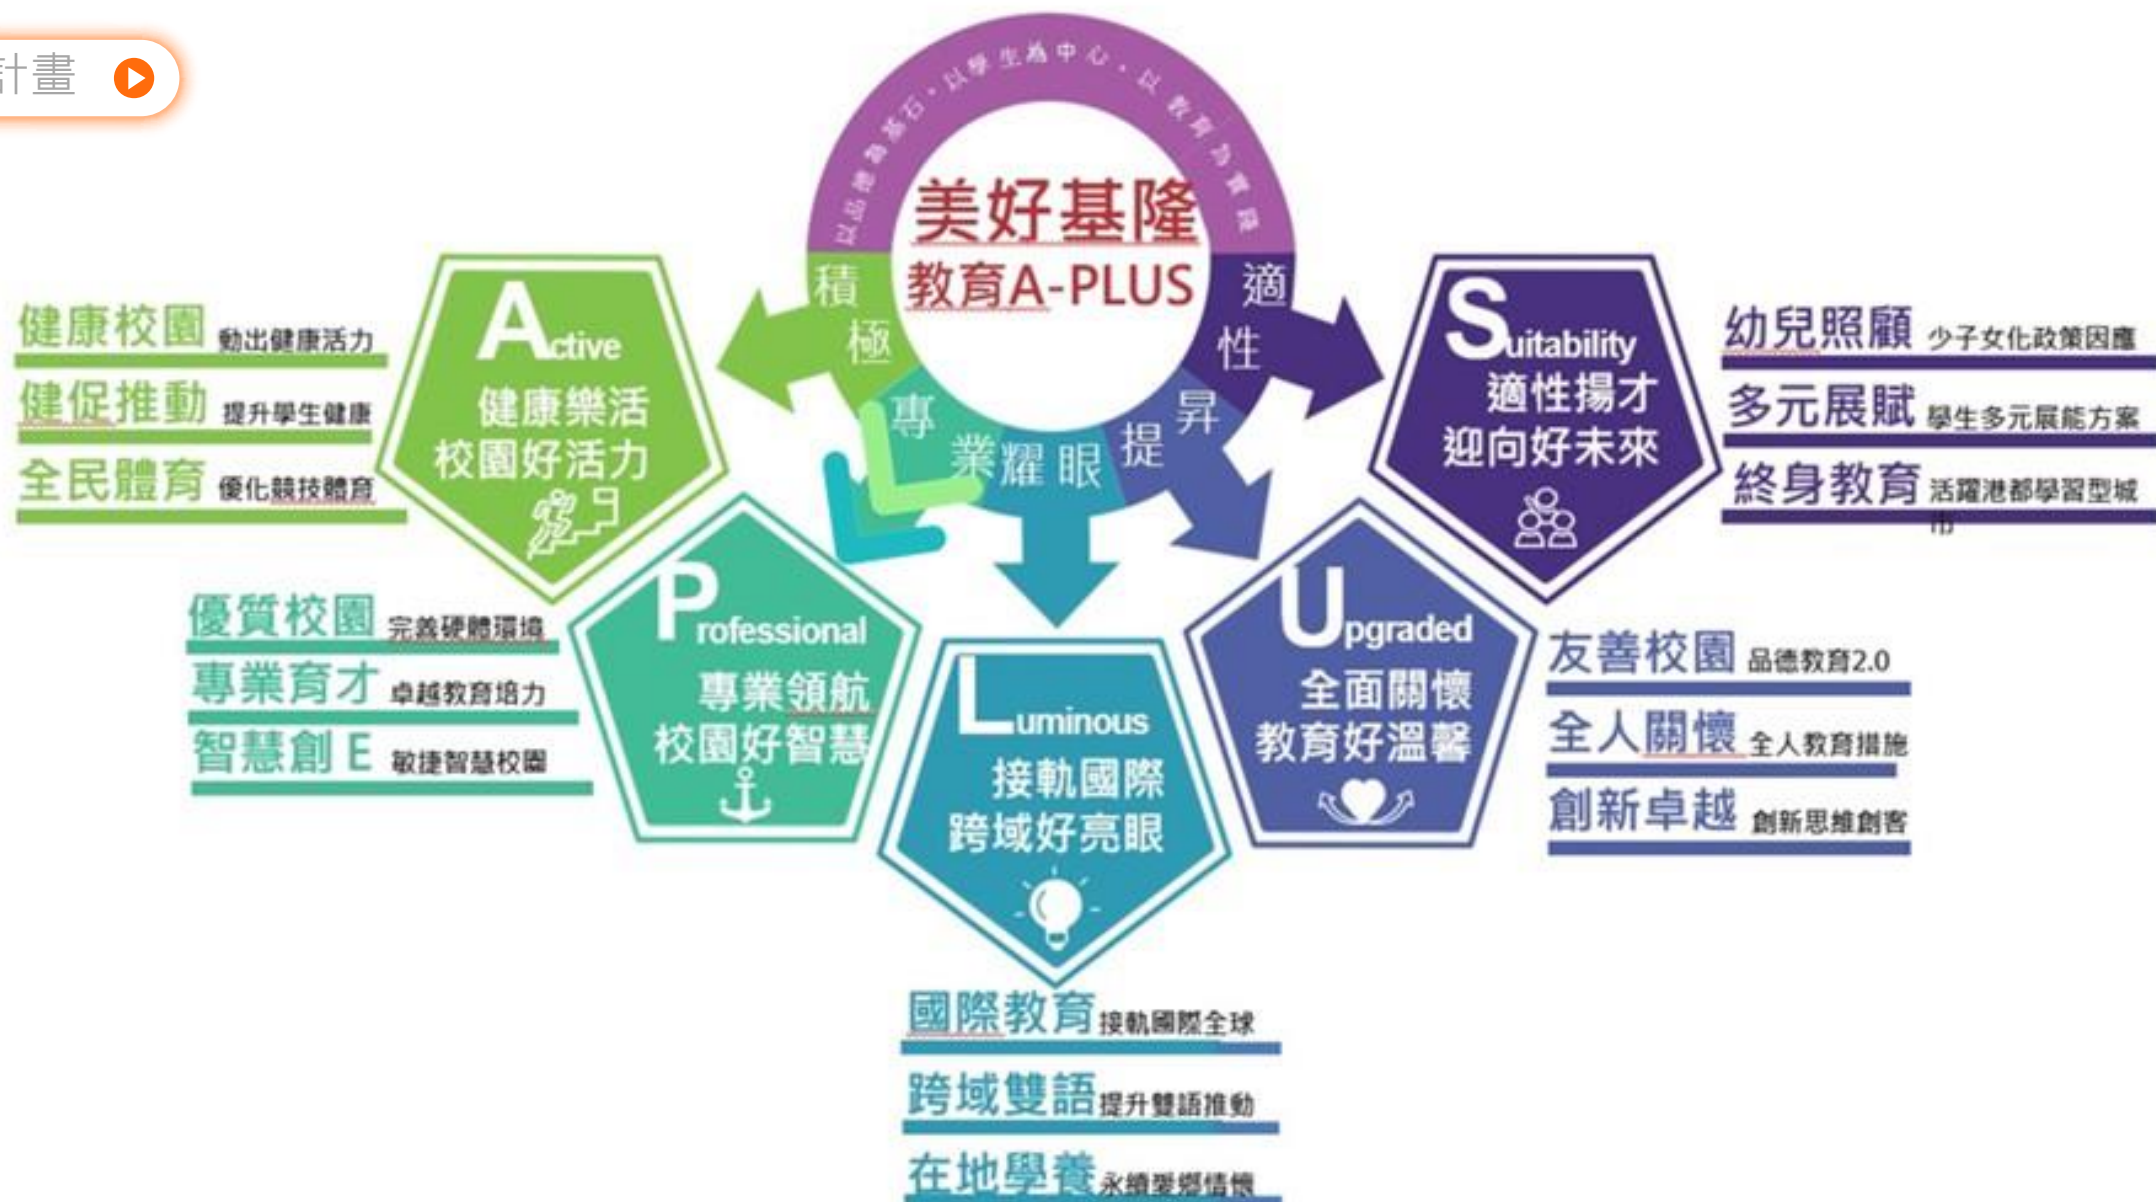 計畫
以品德為基石，以學生為中心，以教育為實踐
美好基隆
教育A-PLUS
積極
專業
耀眼
提昇
適性
Active
健康樂活
校園好活力
健康校園 動出健康活力
健促推動 提升學生健康
全民體育 優化競技體育
Professional
專業領航
校園好智慧
優質校園 完善硬體環境
專業育才 卓越教育培力
智慧創E 敏捷智慧校園
Luminous
接軌國際
跨域好亮眼
國際教育 接軌國際全球
跨域雙語 提升雙語推動
在地學養 永續愛鄉情懷
Upgraded
全面關懷
教育好溫馨
友善校園 品德教育2.0
全人關懷 全人教育措施
創新卓越 創新思維創客
Suitability
適性揚才
迎向好未來
幼兒照顧 少子女化政策因應
多元展賦 學生多元展能方案
終身教育 活躍港都學習型城
市